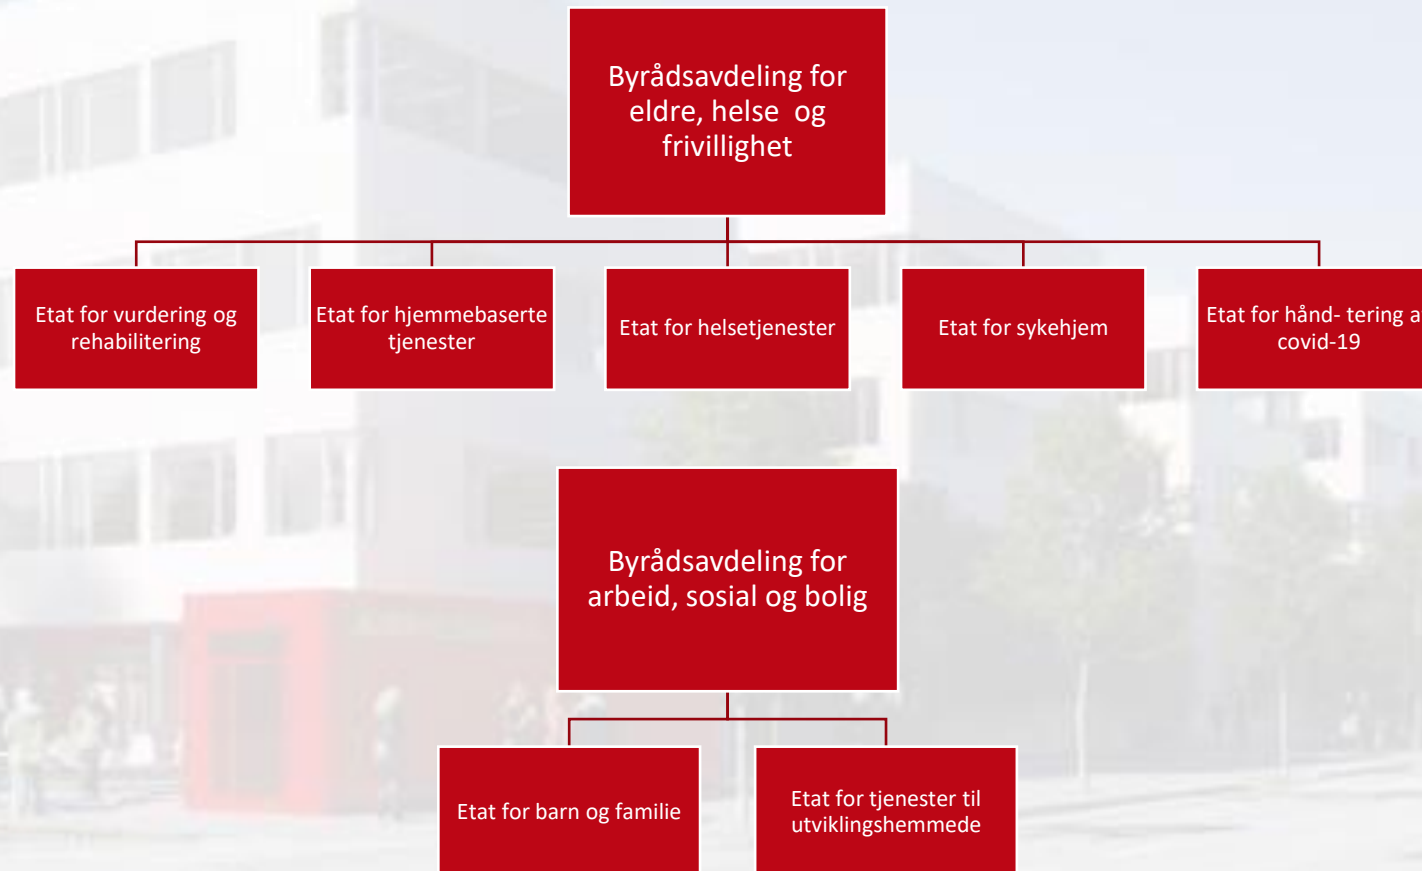 Byrådsavdeling for
eldre, helse  og
frivillighet
Etat for vurdering og
rehabilitering
Etat for hjemmebaserte
tjenester
Etat for helsetjenester
Etat for sykehjem
Etat for hånd- tering a
covid-19
Byrådsavdeling for
arbeid, sosial og bolig
Etat for barn og familie
Etat for tjenester til
utviklingshemmede